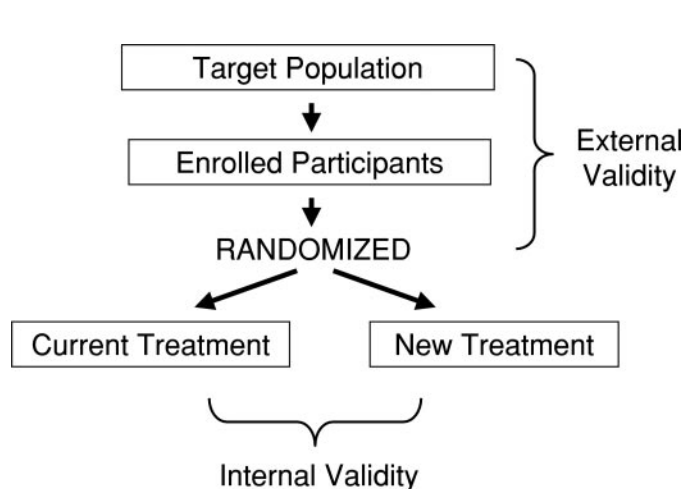 Target Population
Enrolled Participants
External
Validity
RANDOMIZED
Current Treatment
New Treatment
Internal Validity